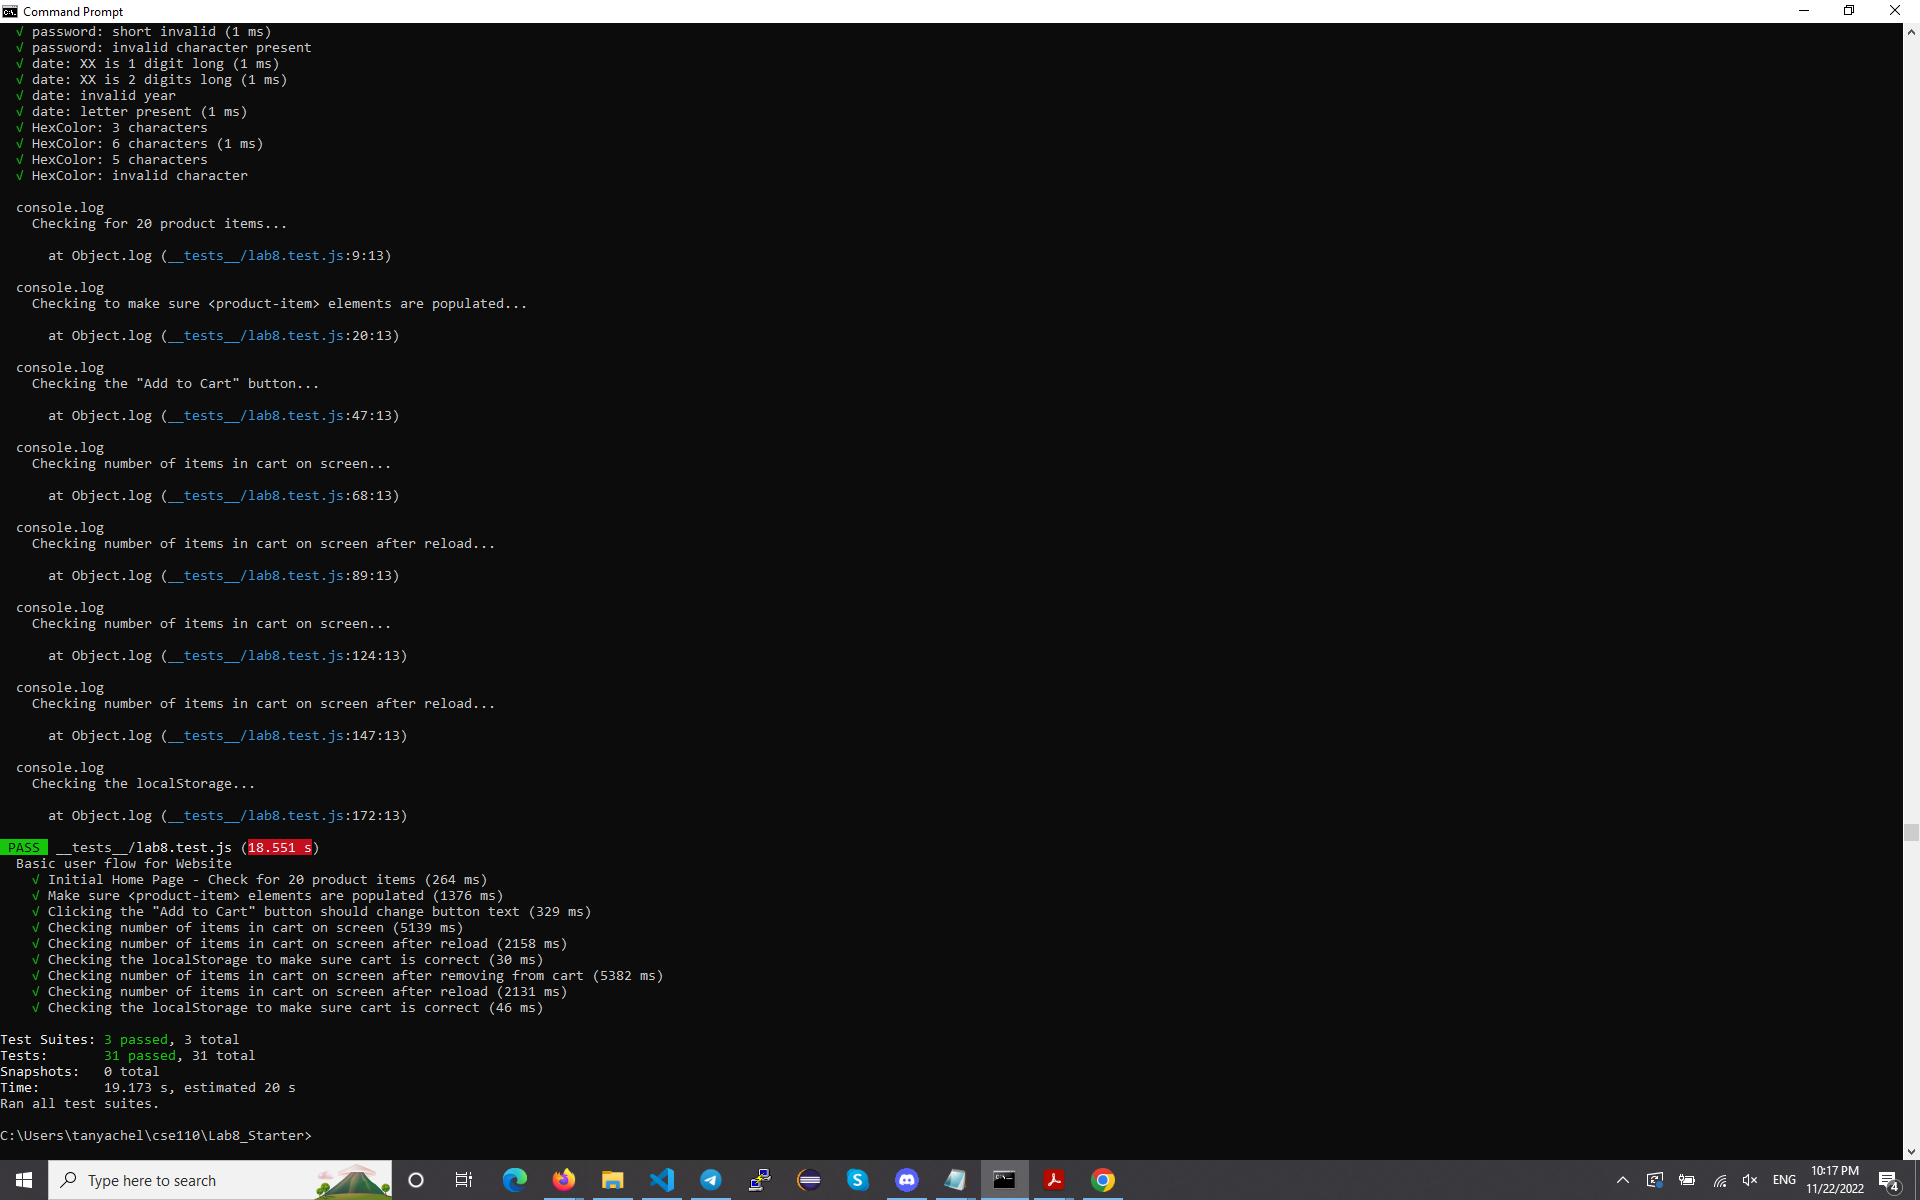 Command Prompt
√ password: short invalid (1 ms)
√ password: invalid character present
√ date: XX is 1 digit long (1 ms)
√ date: XX is 2 digits long (1 ms)
√ date: invalid year
√ date: letter present (1 ms)
√ HexColor: 3 characters
√ HexColor: 6 characters (1 ms)
√ HexColor: 5 characters
√ HexColor: invalid character
console.log
Checking for 20 product items...
at Object.log (__tests__/lab8.test.js:9:13)
console.log
Checking to make sure <product-item> elements are populated...
at Object.log (__tests__/lab8.test.js:20:13)
console.log
Checking the "Add to Cart" button...
at Object.log (__tests__/lab8.test.js:47:13)
console.log
Checking number of items in cart on screen...
at Object.log (__tests__/lab8.test.js:68:13)
console.log
Checking number of items in cart on screen after reload...
at Object.log (__tests__/lab8.test.js:89:13)
console.log
Checking number of items in cart on screen...
at Object.log (__tests__/lab8.test.js:124:13)
console.log
Checking number of items in cart on screen after reload...
at Object.log (__tests__/lab8.test.js:147:13)
console.log
Checking the localStorage...
at Object.log (__tests__/lab8.test.js:172:13)
PASS __tests__/lab8.test.js (18.551 s)
Basic user flow for Website
√ Initial Home Page - Check for 20 product items (264 ms)
√ Make sure <product-item> elements are populated (1376 ms)
√ Clicking the "Add to Cart" button should change button text (329 ms)
√ Checking number of items in cart on screen (5139 ms)
√ Checking number of items in cart on screen after reload (2158 ms)
√ Checking the localStorage to make sure cart is correct (30 ms)
√ Checking number of items in cart on screen after removing from cart (5382 ms)
√ Checking number of items in cart on screen after reload (2131 ms)
√ Checking the localStorage to make sure cart is correct (46 ms)
Test Suites: 3 passed, 3 total
Tests: 31 passed, 31 total
Snapshots: 0 total
Time: 19.173 s, estimated 20 s
Ran all test suites.
C:\Users\tanyachel\cse110\Lab8_Starter>
Type here to search
ENG
10:17 PM
11/22/2022
4